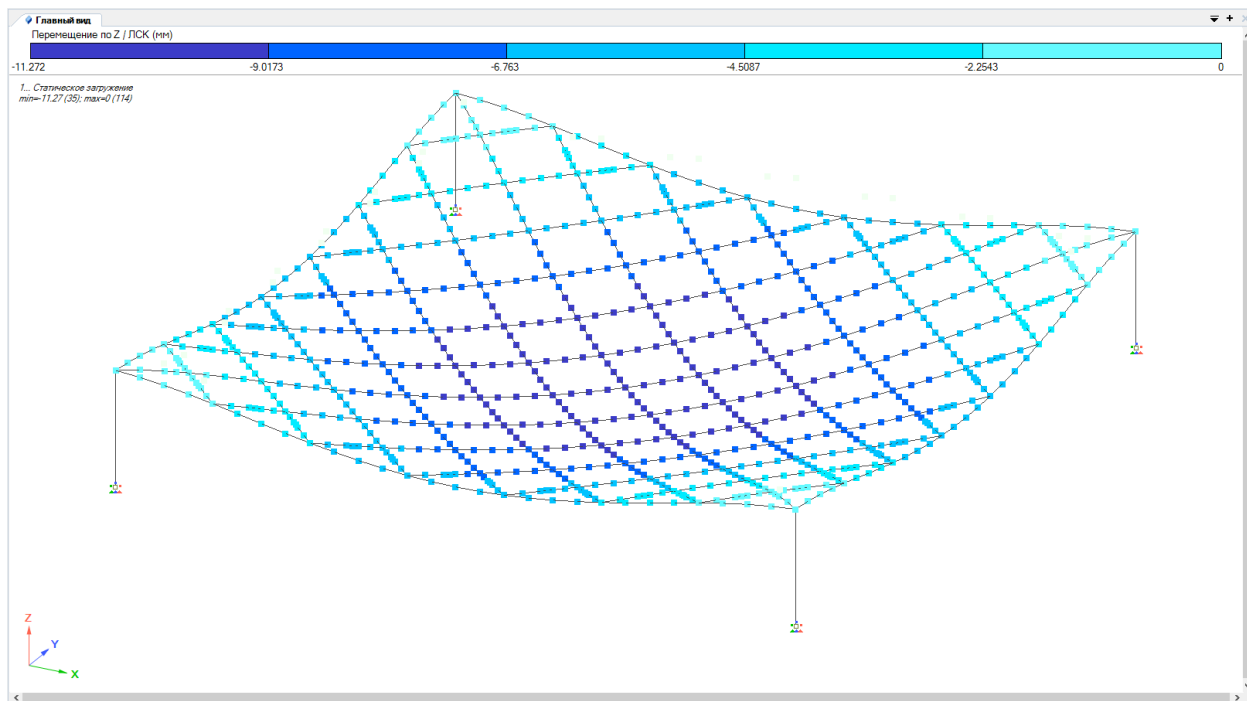 Главный вид
Перемещение по Z / ЛСК (мм)
-11.272 -9.0173 -6.763 -4.5087 -2.2543 0
1... Статическое загружение
min=-11.27 (35); max=0 (114)
Z
Y
X